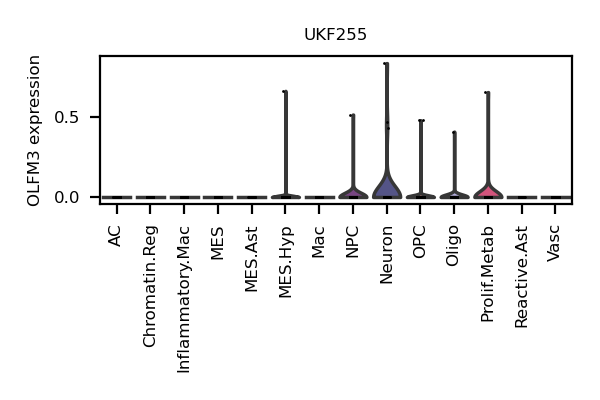 UKF255
OLFM3 expression
0.5
0.0
AC
Chromatin.Reg
Inflammatory.Mac
MES
MES.Ast
MES.Hyp
Mac
NPC
Neuron
OPC
Oligo
Prolif.Metab
Reactive.Ast
Vasc